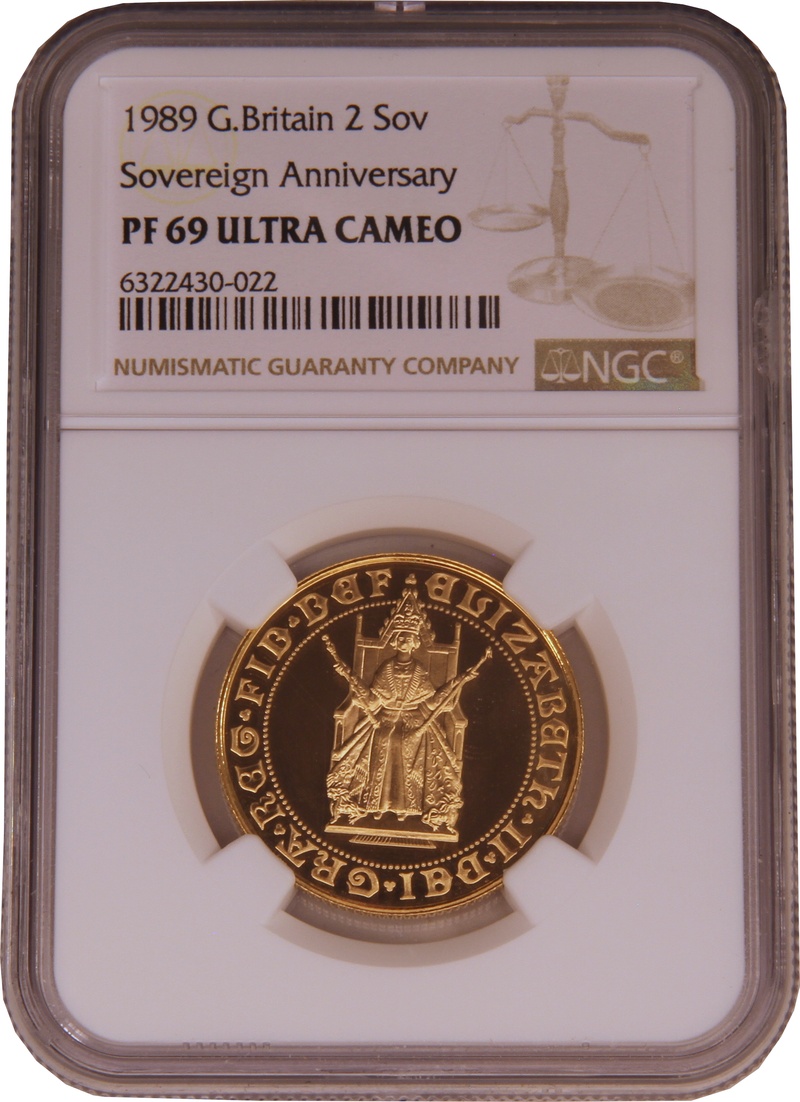 1989 G.Britain 2 Sov
Sovereign Anniversary
PF 69 ULTRA CAMEO
6322430-022
NUMISMATIC GUARANTY COMPANY
NGC®
ELIZABETH·II·DEI·GRA·REG·FID·DEF